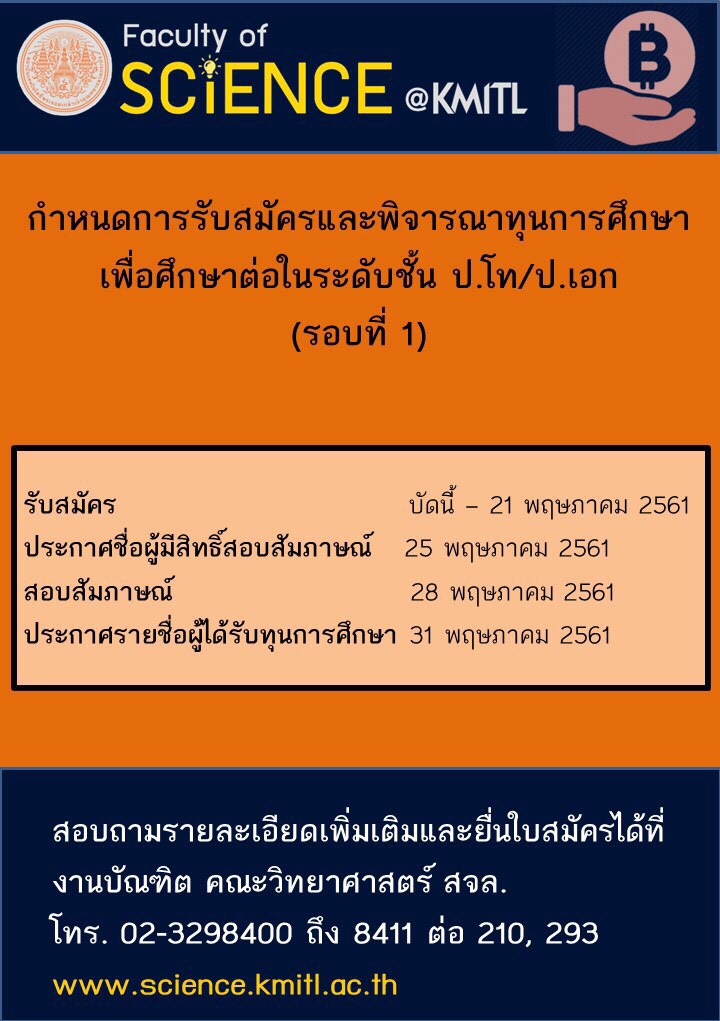 Faculty of
SCiENCE @KMITL
B
กำหนดการรับสมัครและพิจารณาทุนการศึกษา
เพื่อศึกษาต่อในระดับชั้น ป.โท/ป.เอก
(รอบที่ 1)
รับสมัคร บัดนี้ – 21 พฤษภาคม 2561
ประกาศชื่อผู้มีสิทธิ์สอบสัมภาษณ์ 25 พฤษภาคม 2561
สอบสัมภาษณ์ 28 พฤษภาคม 2561
ประกาศรายชื่อผู้ได้รับทุนการศึกษา 31 พฤษภาคม 2561
สอบถามรายละเอียดเพิ่มเติมและยื่นใบสมัครได้ที่
งานบัณฑิต คณะวิทยาศาสตร์ สจล.
โทร. 02-3298400 ถึง 8411 ต่อ 210, 293
www.science.kmitl.ac.th